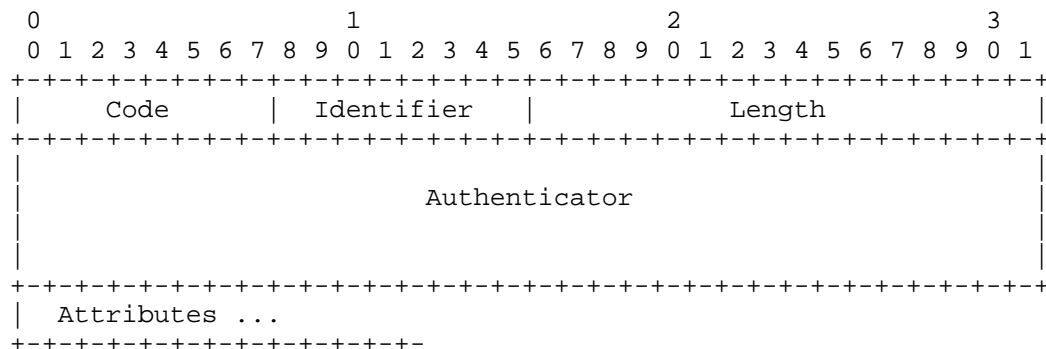 0                   1                   2                   3
 0 1 2 3 4 5 6 7 8 9 0 1 2 3 4 5 6 7 8 9 0 1 2 3 4 5 6 7 8 9 0 1
+-+-+-+-+-+-+-+-+-+-+-+-+-+-+-+-+-+-+-+-+-+-+-+-+-+-+-+-+-+-+-+-+
|     Code      |  Identifier   |            Length             |
+-+-+-+-+-+-+-+-+-+-+-+-+-+-+-+-+-+-+-+-+-+-+-+-+-+-+-+-+-+-+-+-+
|                                                               |
|                         Authenticator                         |
|                                                               |
|                                                               |
+-+-+-+-+-+-+-+-+-+-+-+-+-+-+-+-+-+-+-+-+-+-+-+-+-+-+-+-+-+-+-+-+
|  Attributes ...
+-+-+-+-+-+-+-+-+-+-+-+-+-